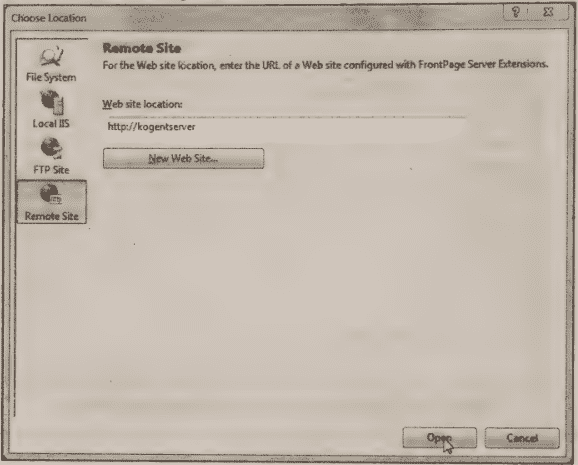 Choose Location
Remote Site
For the Web site location, enter the URL of a Web site configured with FrontPage Server Extensions.
File System
Local IIS
FTP Site
Remote Site
Web site location:
http://kogentserver
New Web Site...
Open
Cancel